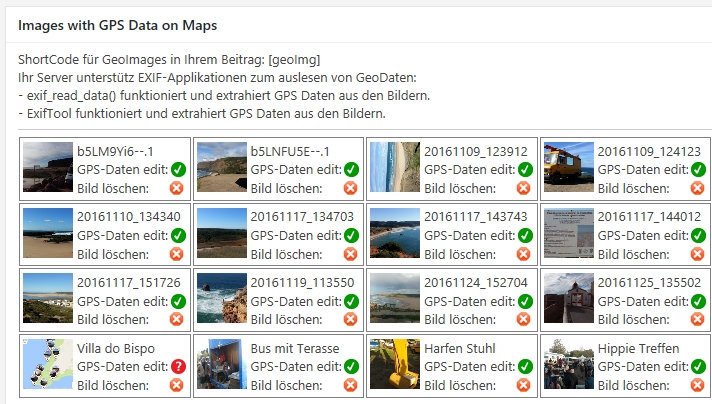 Images with GPS Data on Maps
ShortCode für GeoImages in Ihrem Beitrag: [geoImg]
Ihr Server unterstütz EXIF-Applikationen zum auslesen von GeoDaten:
- exif_read_data() funktioniert und extrahiert GPS Daten aus den Bildern.
- ExifTool funktioniert und extrahiert GPS Daten aus den Bildern.
b5LM9Yi6--.1
GPS-Daten edit:
Bild löschen:
b5LNFU5E--.1
GPS-Daten edit:
Bild löschen:
20161109_123912
GPS-Daten edit:
Bild löschen:
20161109_124123
GPS-Daten edit:
Bild löschen:
20161110_134340
GPS-Daten edit:
Bild löschen:
20161117_134703
GPS-Daten edit:
Bild löschen:
20161117_143743
GPS-Daten edit:
Bild löschen:
20161117_144012
GPS-Daten edit:
Bild löschen:
20161117_151726
GPS-Daten edit:
Bild löschen:
20161119_113550
GPS-Daten edit:
Bild löschen:
20161124_152704
GPS-Daten edit:
Bild löschen:
20161125_135502
GPS-Daten edit:
Bild löschen:
Villa do Bispo
GPS-Daten edit:
Bild löschen:
Bus mit Terasse
GPS-Daten edit:
Bild löschen:
Harfen Stuhl
GPS-Daten edit:
Bild löschen:
Hippie Treffen
GPS-Daten edit:
Bild löschen: